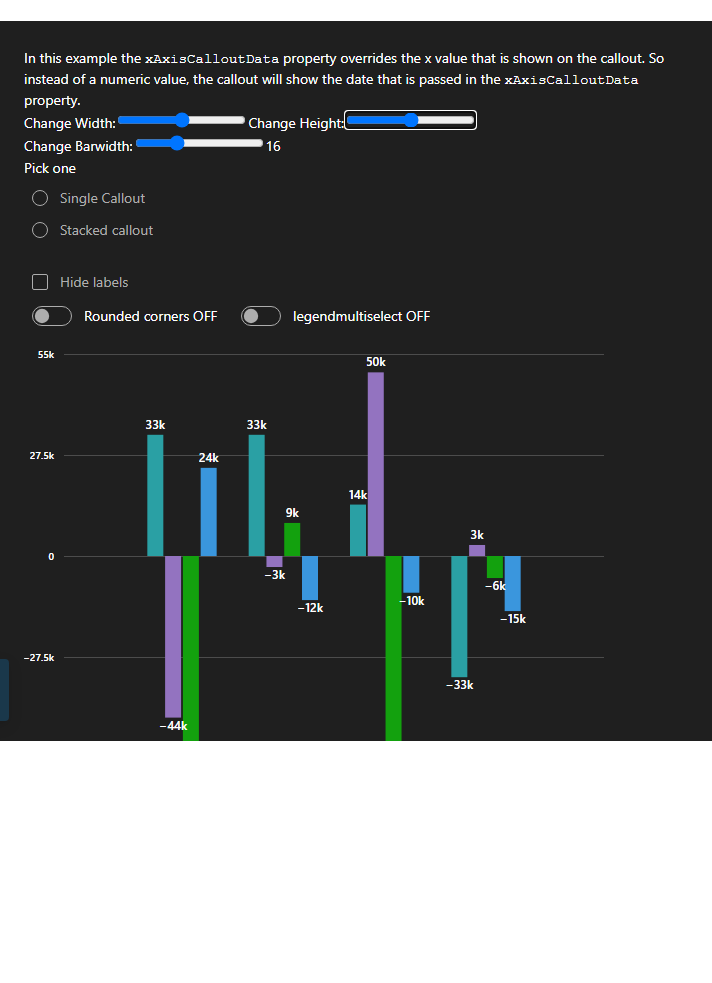 In this example the xAxisCalloutData property overrides the x value that is shown on the callout. So
instead of a numeric value, the callout will show the date that is passed in the xAxisCalloutData
property.
Change Width: Change Height:
Change Barwidth: 16
Pick one
Single Callout
Stacked callout
Hide labels
Rounded corners OFF legendmultiselect OFF
55k
50k
33k 33k
27.5k
24k
14k
9k
3k
0
−3k
−6k
−10k
−12k
−15k
−27.5k
−33k
−44k